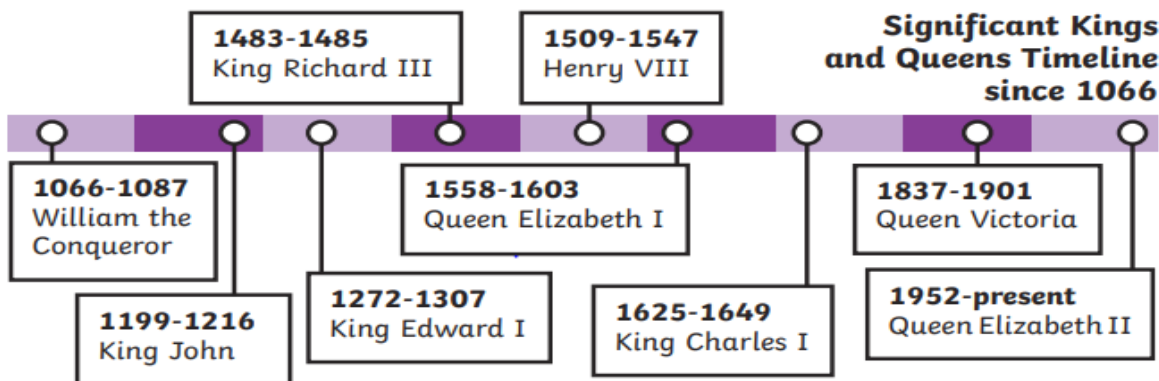 Significant Kings
and Queens Timeline
since 1066
1066-1087
William the
Conqueror
1199-1216
King John
1272-1307
King Edward I
1483-1485
King Richard III
1509-1547
Henry VIII
1558-1603
Queen Elizabeth I
1625-1649
King Charles I
1837-1901
Queen Victoria
1952-present
Queen Elizabeth II